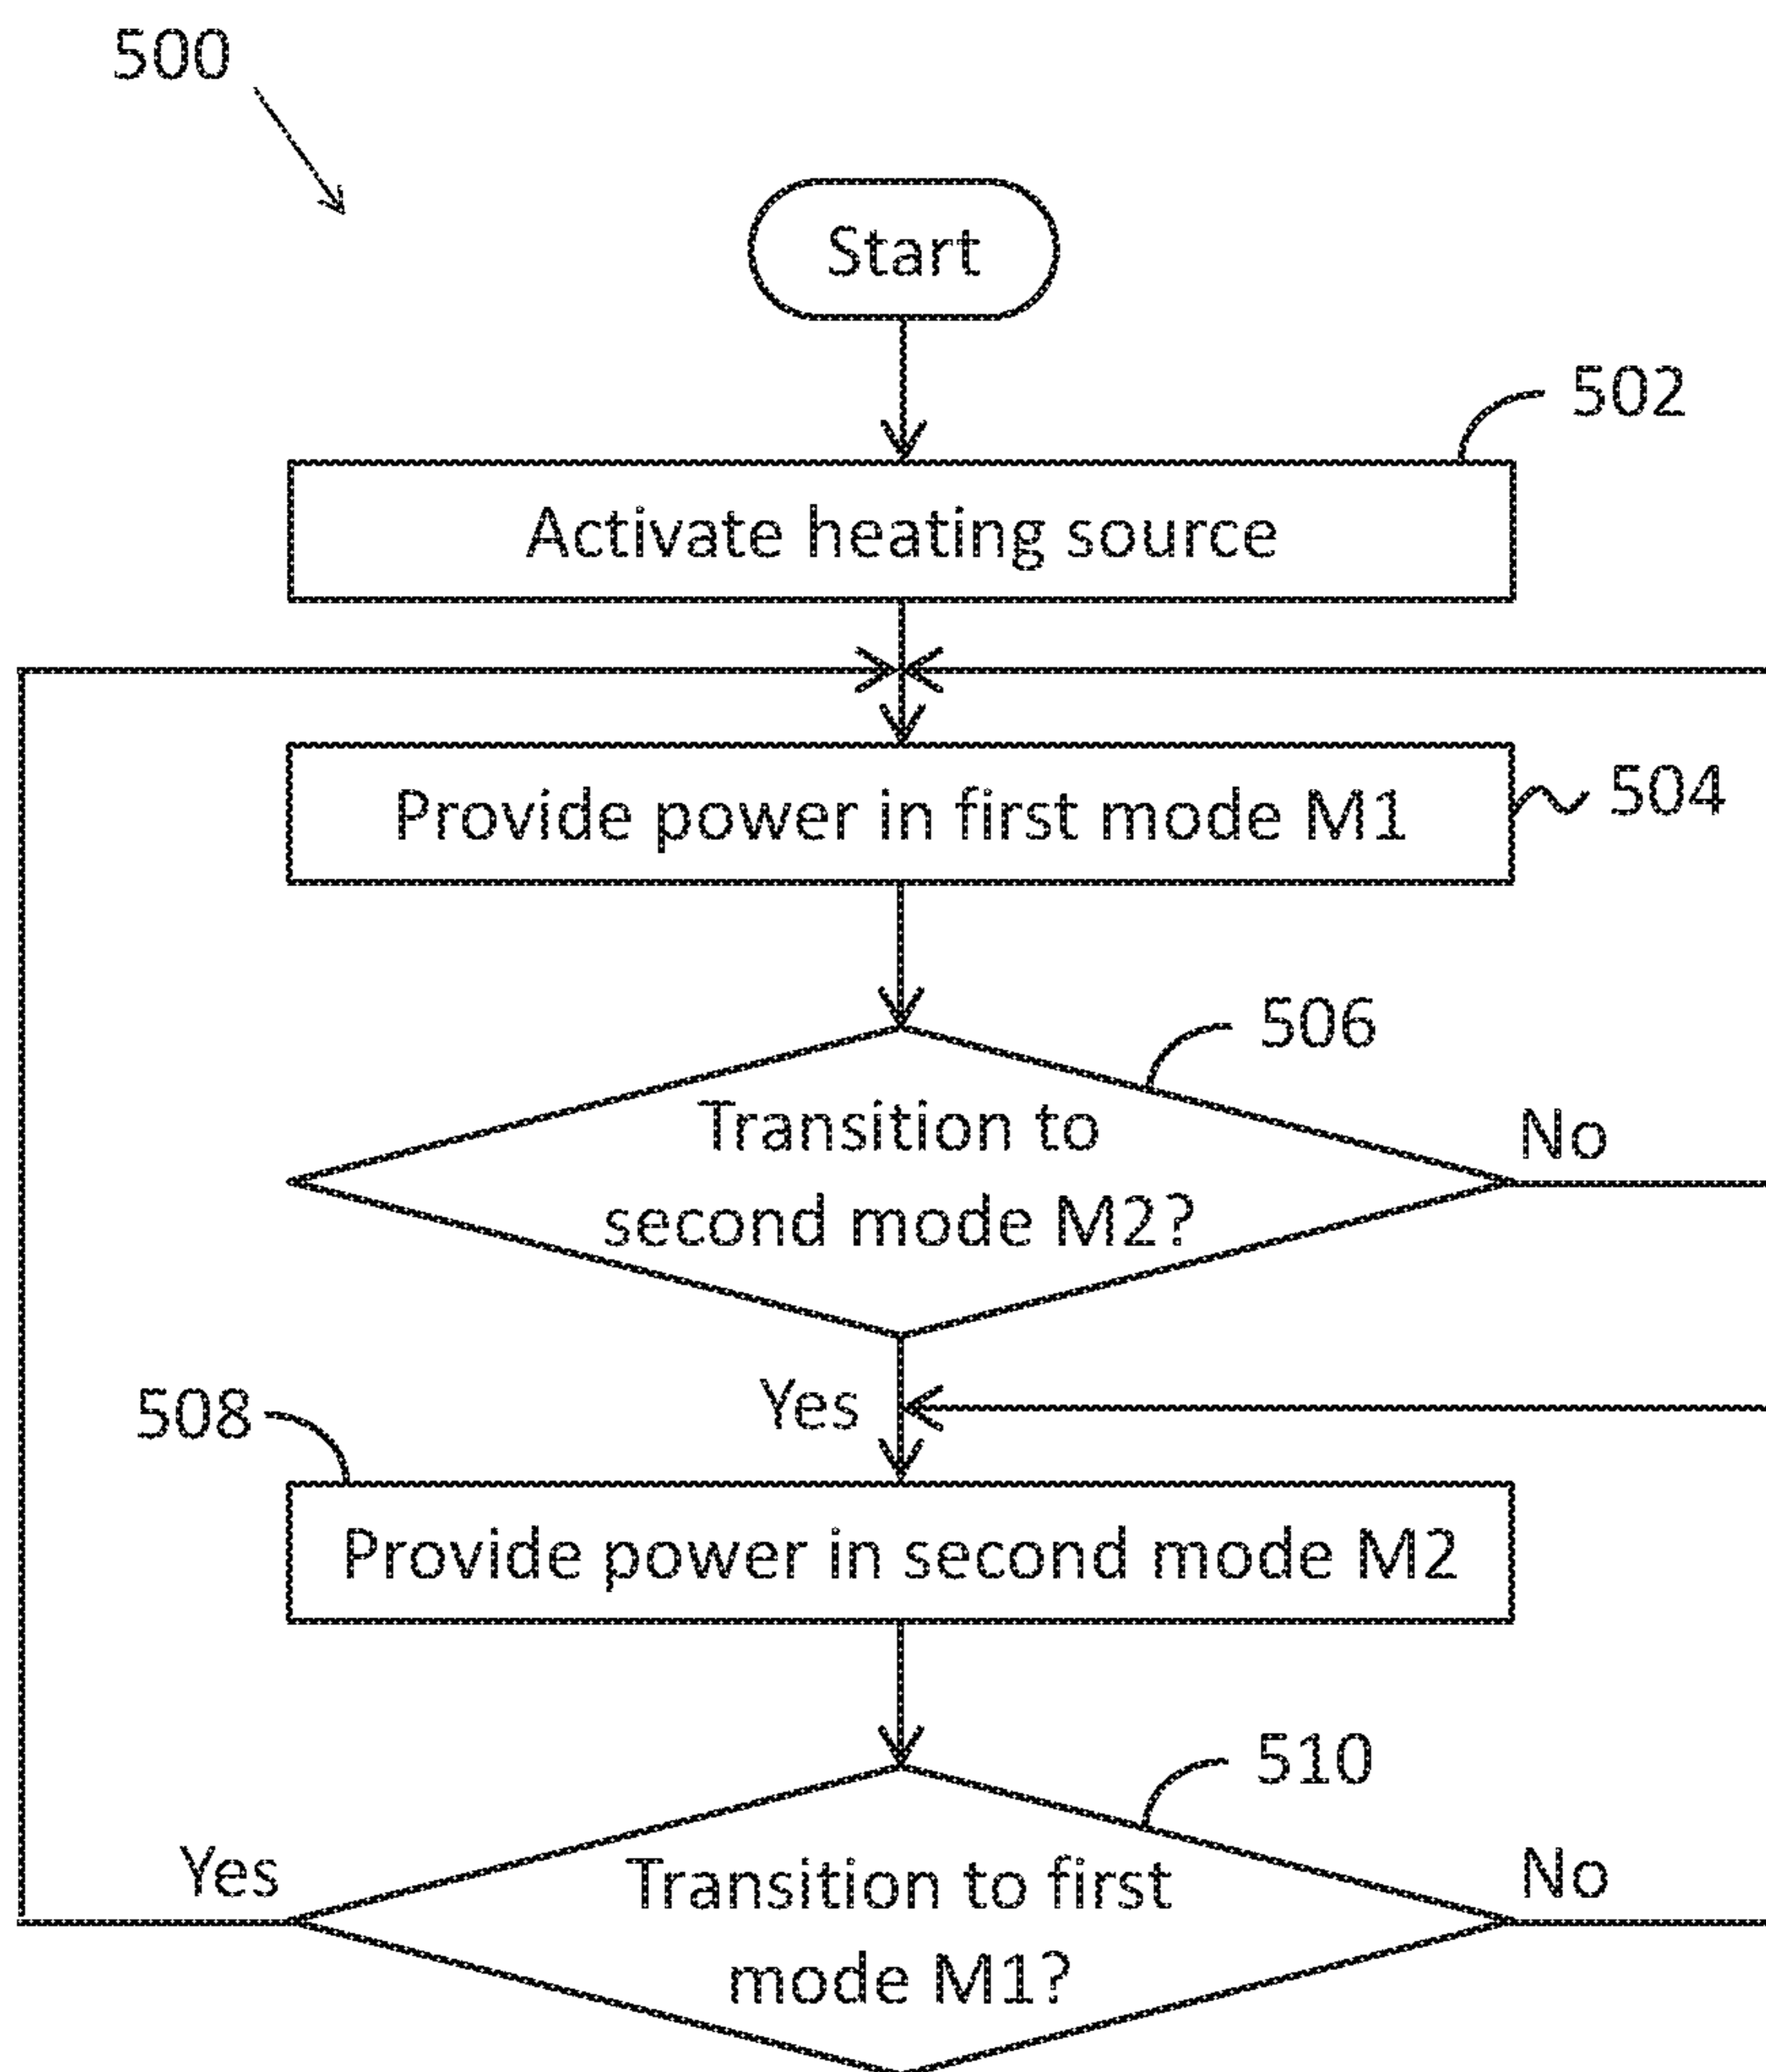 500
Start
502
Activate heating source
Provide power in first mode M1
504
506
Transition to
second mode M2?
No
Yes
508
Provide power in second mode M2
510
Transition to first
mode M1?
Yes
No